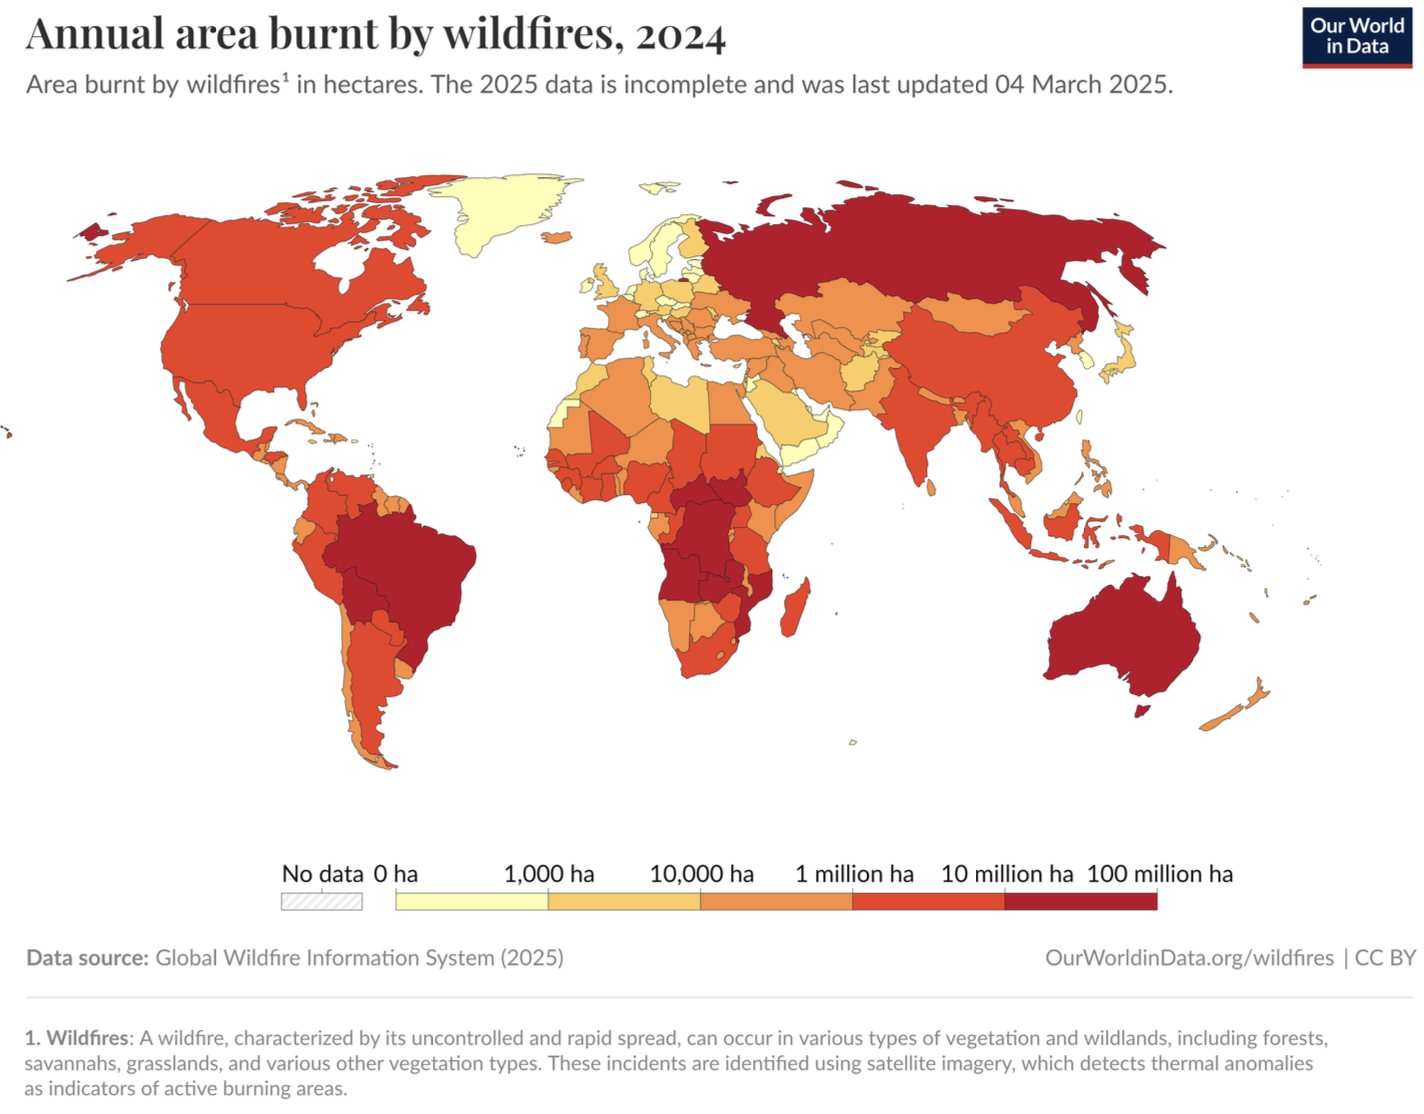 Annual area burnt by wildfires, 2024
Our World
in Data
Area burnt by wildfires¹ in hectares. The 2025 data is incomplete and was last updated 04 March 2025.
No data 0 ha 1,000 ha 10,000 ha 1 million ha 10 million ha 100 million ha
Data source: Global Wildfire Information System (2025)
OurWorldinData.org/wildfires | CC BY
1. Wildfires: A wildfire, characterized by its uncontrolled and rapid spread, can occur in various types of vegetation and wildlands, including forests,
savannahs, grasslands, and various other vegetation types. These incidents are identified using satellite imagery, which detects thermal anomalies
as indicators of active burning areas.